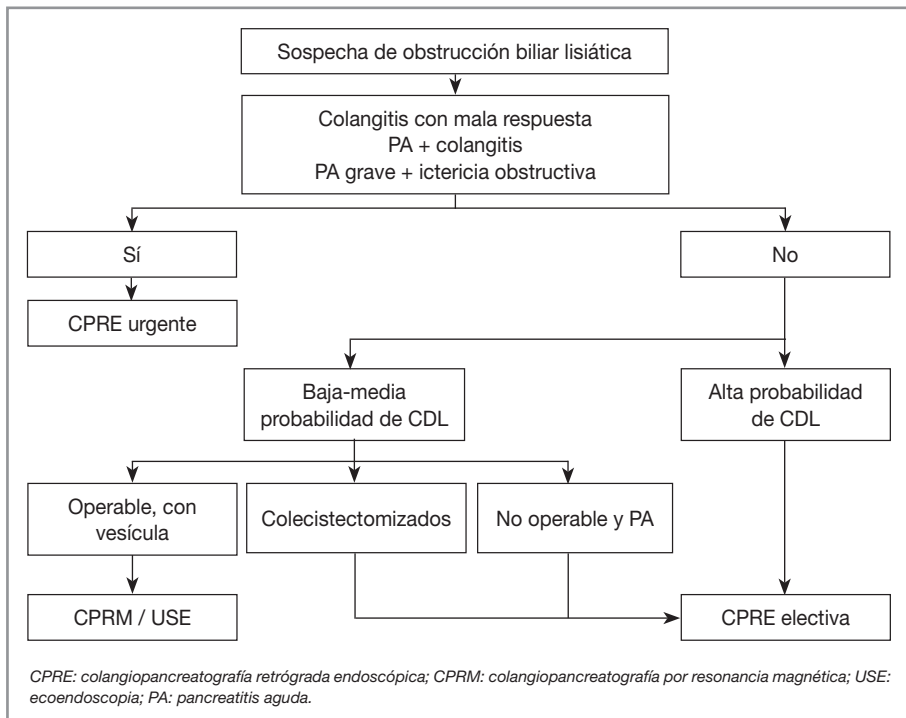 Sospecha de obstrucción biliar lisiática
Colangitis con mala respuesta
PA + colangitis
PA grave + ictericia obstructiva
Sí
No
CPRE urgente
Baja-media
probabilidad de CDL
Alta probabilidad
de CDL
Operable, con
vesícula
Colecistectomizados
No operable y PA
CPRM / USE
CPRE electiva
CPRE: colangiopancreatografía retrógrada endoscópica; CPRM: colangiopancreatografía por resonancia magnética; USE:
ecoendoscopia; PA: pancreatitis aguda.